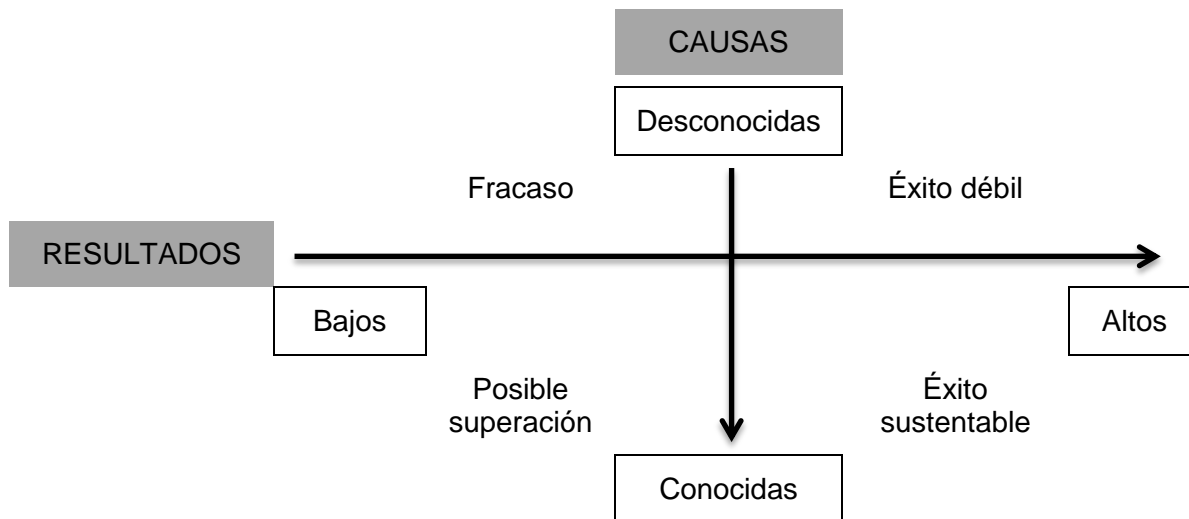 CAUSAS
Desconocidas
Fracaso
Éxito débil
RESULTADOS
Bajos
Altos
Posible
superación
Éxito
sustentable
Conocidas